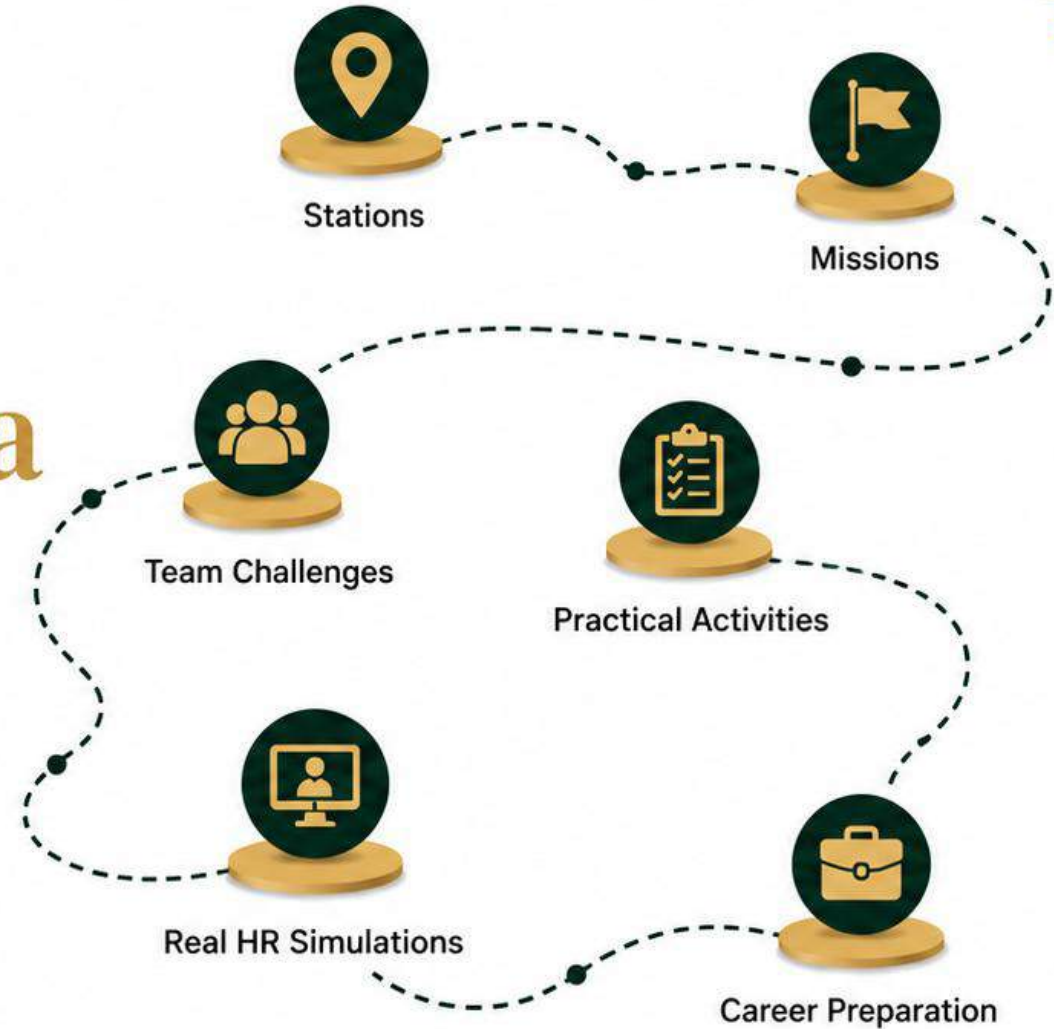 Stations
Missions
a
Team Challenges
Practical Activities
Real HR Simulations
Career Preparation